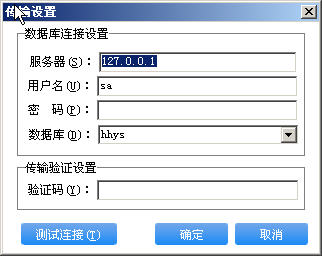 传输设置
数据库连接设置
服务器(S)： 127.0.0.1
用户名(U)： sa
密　码(P)：
数据库(D)： hhys
传输验证设置
验证码(Y)：
测试连接(T) 确定 取消